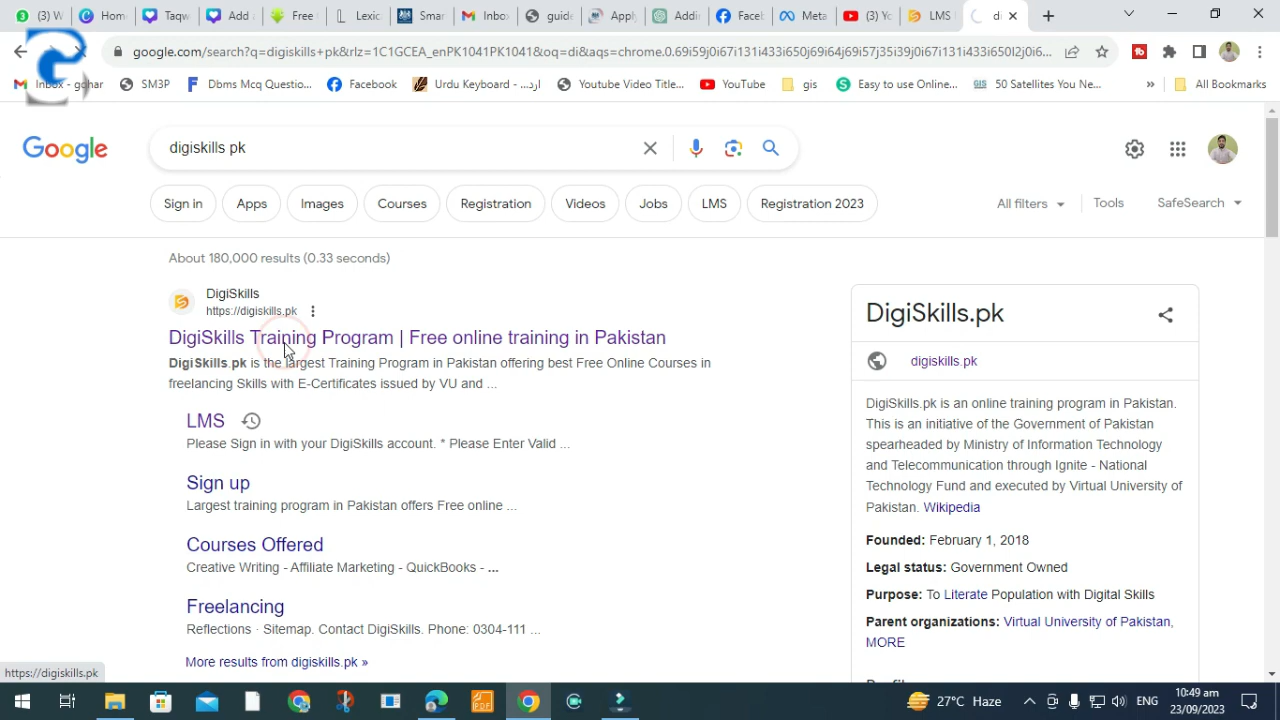 (3) W
Hom
Taqw
Add
Free
Lexic
Smar
Inbo
guid
Apply
Addin
Facel
Meta
(3) Yo
LMS
di
google.com/search?q=digiskills+pk&rlz=1C1GCEA_enPK1041PK1041&oq=di&aqs=chrome.0.69i59j0i67i131i433i650j69i64j69i57j35i39j0i67i131i433i650l2j0i6...
Inbox - gohar
SM3P
Dbms Mcq Questio...
Facebook
Urdu Keyboard - ...ارد
Youtube Video Title...
YouTube
gis
Easy to use Online...
50 Satellites You Ne...
»
All Bookmarks
Google
digiskills pk
Sign in
Apps
Images
Courses
Registration
Videos
Jobs
LMS
Registration 2023
All filters
Tools
SafeSearch
About 180,000 results (0.33 seconds)
DigiSkills
https://digiskills.pk
DigiSkills Training Program | Free online training in Pakistan
DigiSkills.pk is the largest Training Program in Pakistan offering best Free Online Courses in
freelancing Skills with E-Certificates issued by VU and ...
LMS
Please Sign in with your DigiSkills account. * Please Enter Valid ...
Sign up
Largest training program in Pakistan offers Free online ...
Courses Offered
Creative Writing - Affiliate Marketing - QuickBooks - ...
Freelancing
Reflections · Sitemap. Contact DigiSkills. Phone: 0304-111 ...
More results from digiskills.pk »
DigiSkills.pk
digiskills.pk
DigiSkills.pk is an online training program in Pakistan.
This is an initiative of the Government of Pakistan
spearheaded by Ministry of Information Technology
and Telecommunication through Ignite - National
Technology Fund and executed by Virtual University of
Pakistan. Wikipedia
Founded: February 1, 2018
Legal status: Government Owned
Purpose: To Literate Population with Digital Skills
Parent organizations: Virtual University of Pakistan,
MORE
https://digiskills.pk
27°C Haze
ENG
10:49 am
23/09/2023